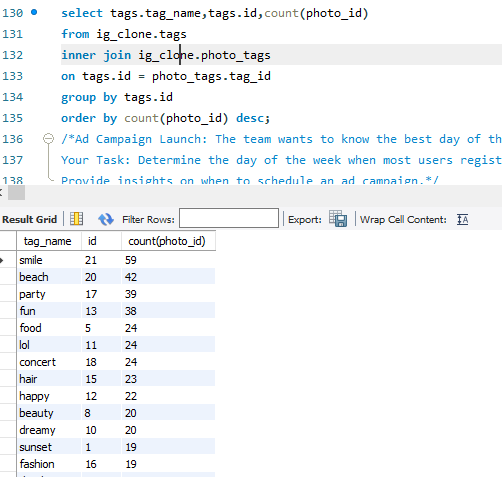 130 select tags.tag_name,tags.id,count(photo_id)
131 from ig_clone.tags
132 inner join ig_clone.photo_tags
133 on tags.id = photo_tags.tag_id
134 group by tags.id
135 order by count(photo_id) desc;
136 /*Ad Campaign Launch: The team wants to know the best day of th
137 Your Task: Determine the day of the week when most users regist
138 Provide insights on when to schedule an ad campaign.*/
Result Grid Filter Rows: Export: Wrap Cell Content:
tag_name id count(photo_id)
smile 21 59
beach 20 42
party 17 39
fun 13 38
food 5 24
lol 11 24
concert 18 24
hair 15 23
happy 12 22
beauty 8 20
dreamy 10 20
sunset 1 19
fashion 16 19